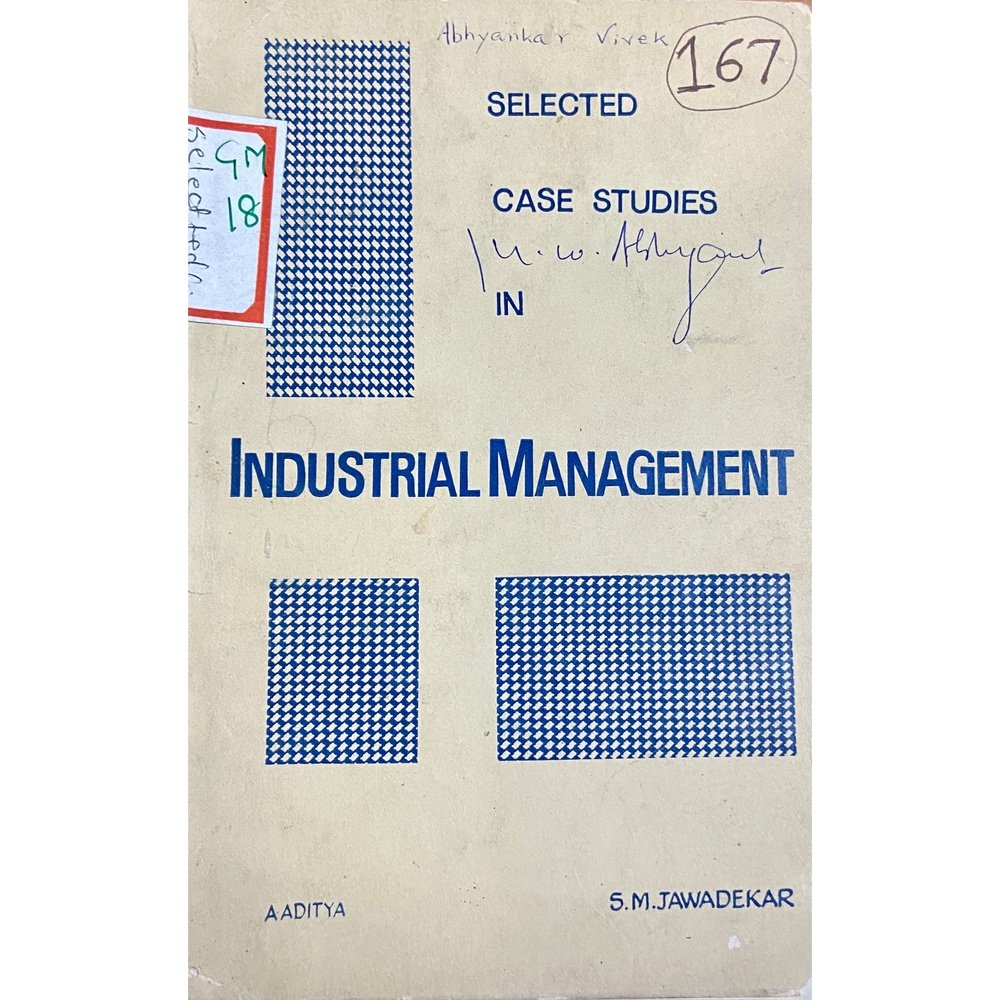 Abhyankar Vivek
167
SELECTED
GM
18
CASE STUDIES
IN
INDUSTRIAL MANAGEMENT
AADITYA
S.M.JAWADEKAR